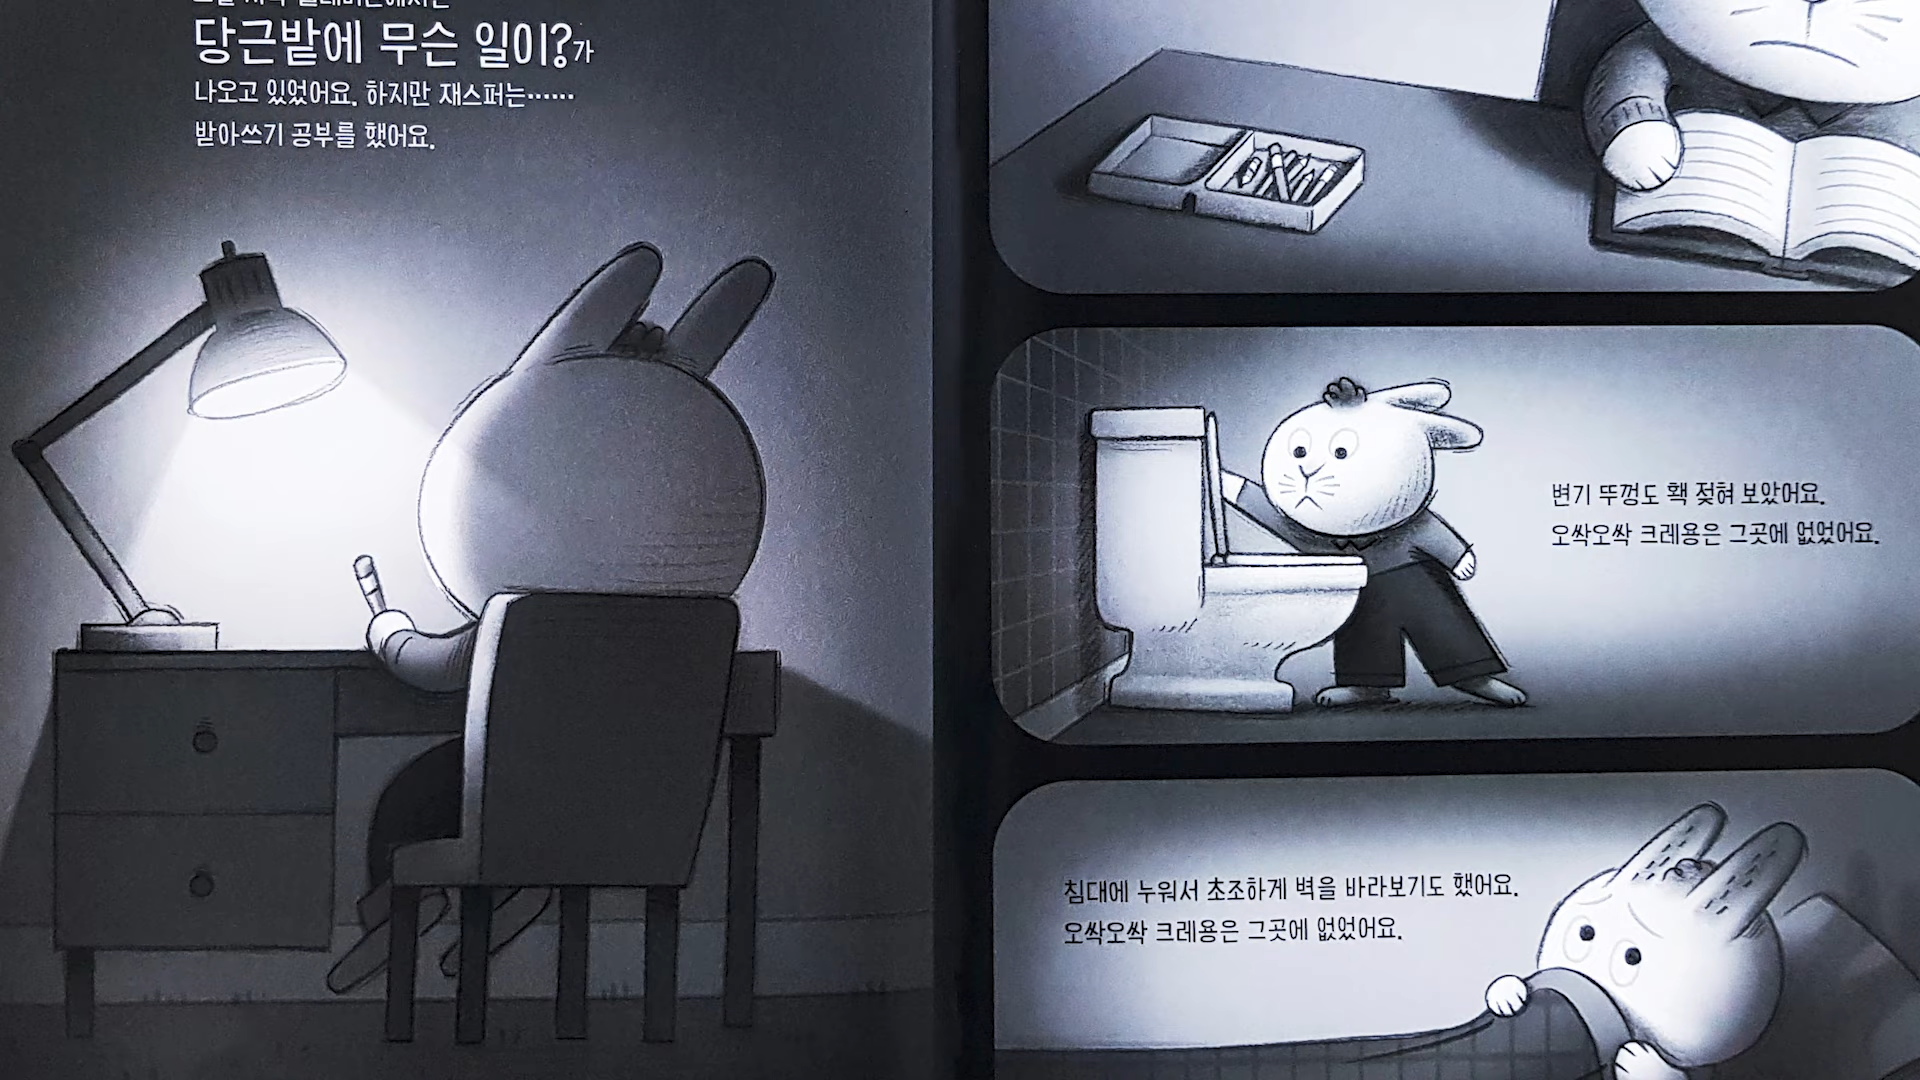 당근밭에 무슨 일이?가
나오고 있었어요. 하지만 재스퍼는……
받아쓰기 공부를 했어요.
변기 뚜껑도 홱 젖혀 보았어요.
오싹오싹 크레용은 그곳에 없었어요.
침대에 누워서 초조하게 벽을 바라보기도 했어요.
오싹오싹 크레용은 그곳에 없었어요.